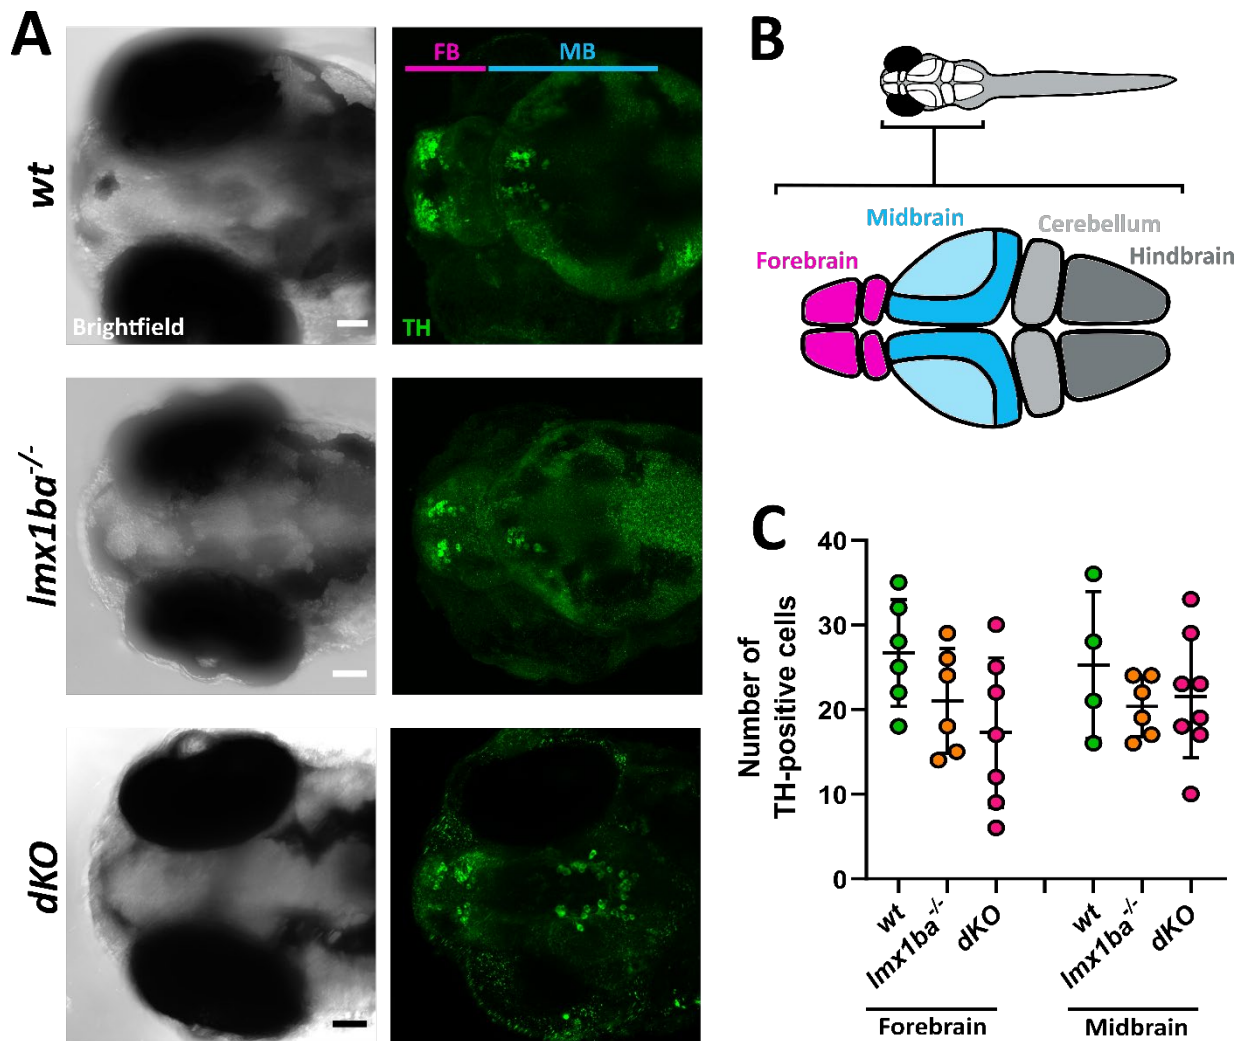 A
wt
Brightfield
FB
MB
TH
lmx1ba-/-
dKO
B
Midbrain
Cerebellum
Forebrain
Hindbrain
C
Number of
TH-positive cells
40
30
20
10
0
wt
lmx1ba-/-
dKO
wt
lmx1ba-/-
dKO
Forebrain
Midbrain